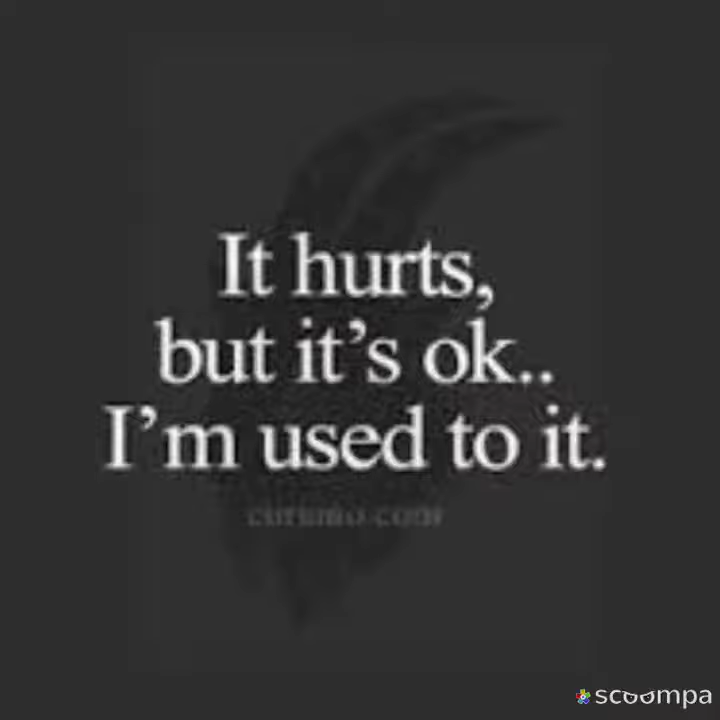 It hurts,
but it's ok..
I'm used to it.
scoompa